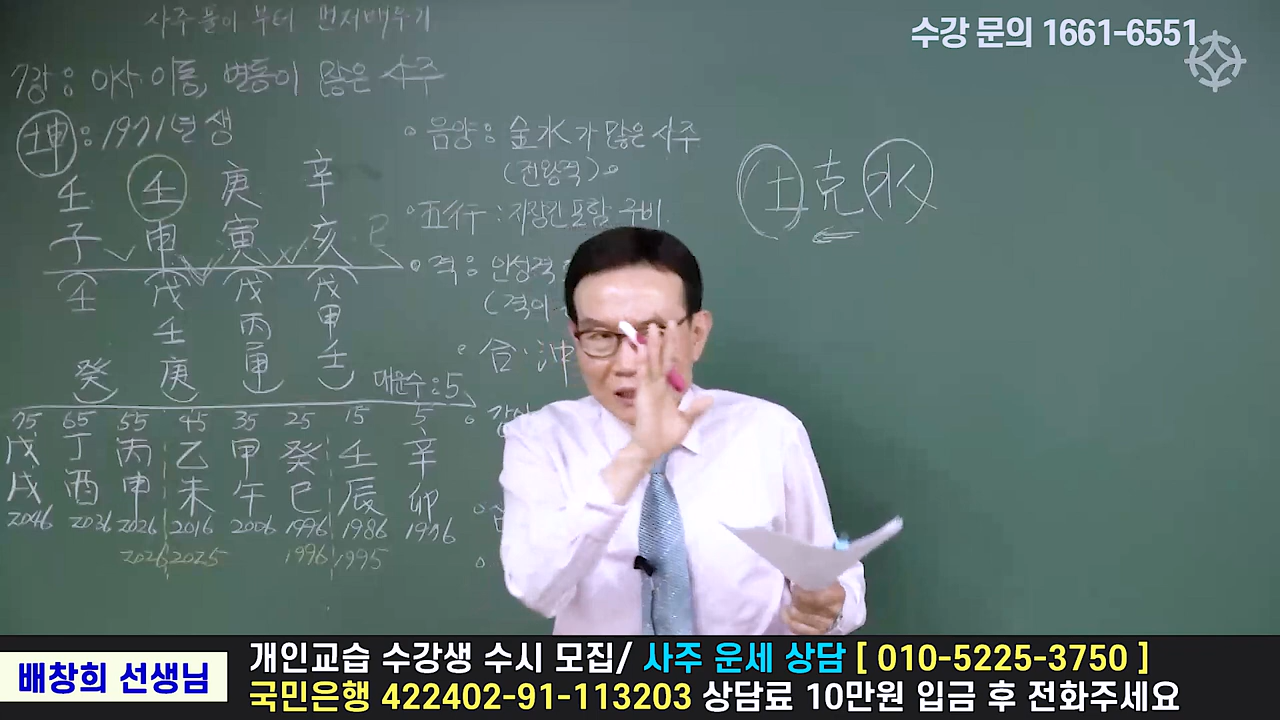 사주풀이 부터 먼저배우기
수강 문의 1661-6551
7강: 이사·이동, 변동이 많은 사주
坤: 1971년생
壬 壬 庚 辛
子 申 寅 亥
壬 戊 戊 戊
壬 丙 甲
癸 庚 甲 壬
대운수: 5
75 65 55 45 35 25 15 5
戊 丁 丙 乙 甲 癸 壬 辛
戌 酉 申 未 午 巳 辰 卯
2046 2036 2026 2016 2006 1996 1986 1976
2026 2025 1996 1995
음양: 金水가 많은 사주
五行: 지장간 포함 구비
격: 인성격
(격의
合·沖
土克水
배창희 선생님
개인교습 수강생 수시 모집/ 사주 운세 상담 [ 010-5225-3750 ]
국민은행 422402-91-113203 상담료 10만원 입금 후 전화주세요